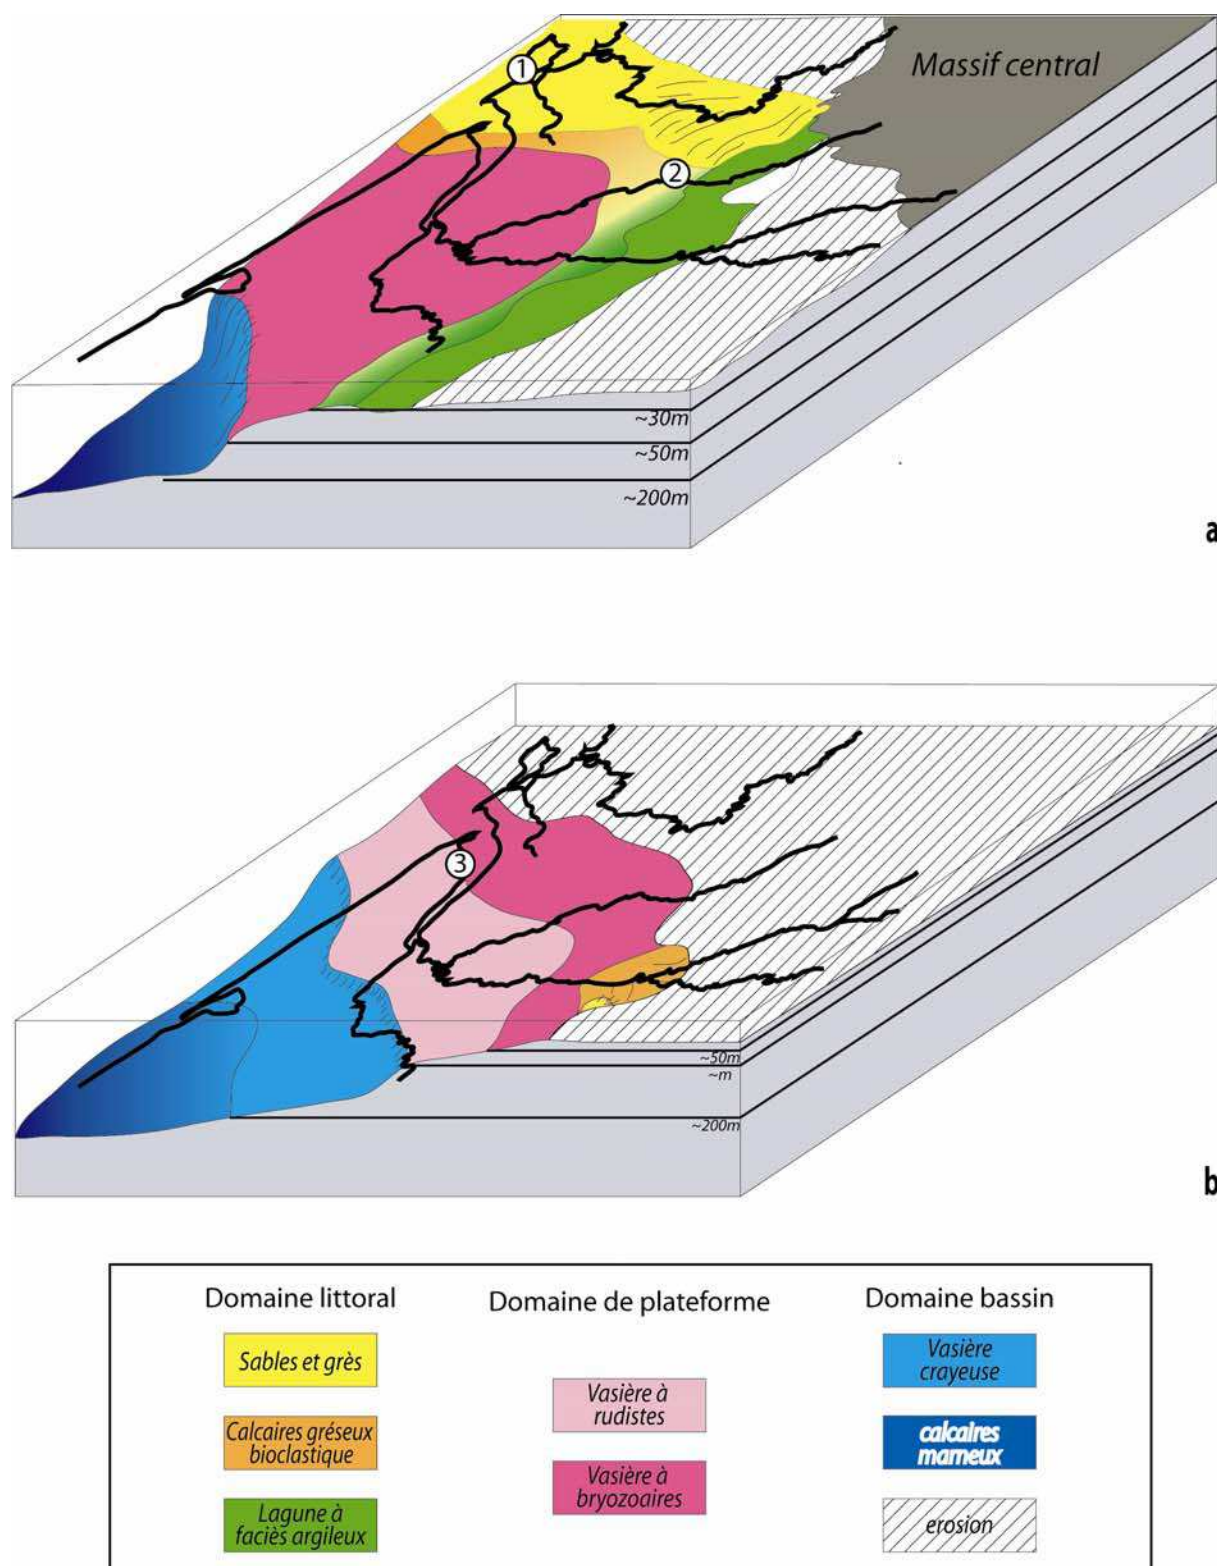 Massif central
1
2
~30m
~50m
~200m
a
3
~50m
~m
~200m
b
Domaine littoral
Domaine de plateforme
Domaine bassin
Sables et grès
Calcaires gréseux
bioclastique
Lagune à
faciès argileux
Vasière à
rudistes
Vasière à
bryozoaires
Vasière
crayeuse
calcaires
marneux
erosion